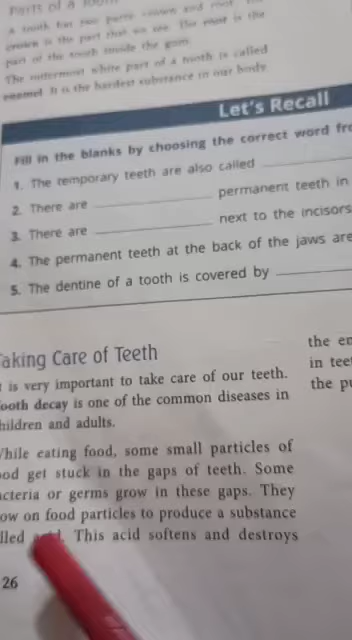 Parts of a
A tooth has two parts crown and root.
crown is the part that we see. The root is the
part of the tooth inside the gum.
The outermost white part of a tooth is called
enamel. It is the hardest substance in our body.
Let's Recall
Fill in the blanks by choosing the correct word fro
1. The temporary teeth are also called
2. There are permanent teeth in
3. There are next to the incisors
4. The permanent teeth at the back of the jaws are
5. The dentine of a tooth is covered by
aking Care of Teeth
t is very important to take care of our teeth.
ooth decay is one of the common diseases in
hildren and adults.
While eating food, some small particles of
ood get stuck in the gaps of teeth. Some
acteria or germs grow in these gaps. They
ow on food particles to produce a substance
lled This acid softens and destroys
the en
in tee
the pu
26